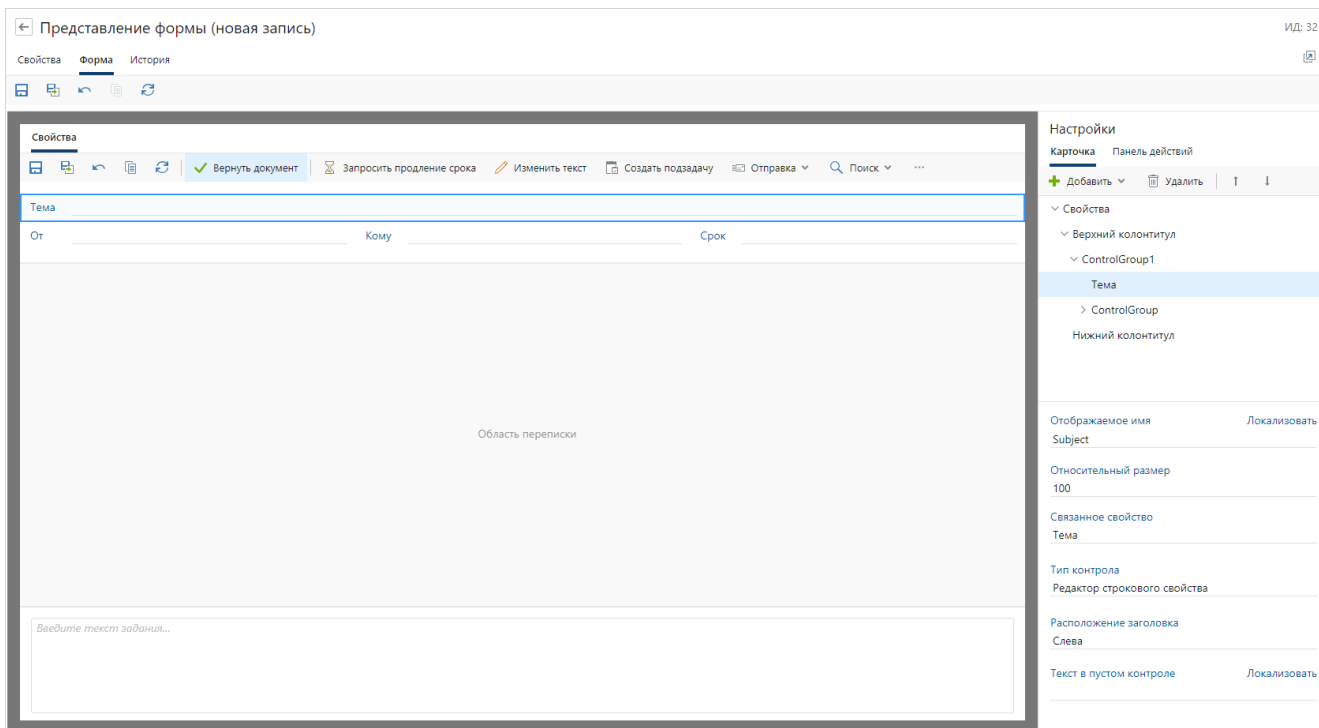 Представление формы (новая запись)
ИД: 32
Свойства Форма История
Свойства
Вернуть документ Запросить продление срока Изменить текст Создать подзадачу Отправка Поиск ...
Тема
От Кому Срок
Область переписки
Введите текст задания...
Настройки
Карточка Панель действий
Добавить Удалить
Свойства
Верхний колонтитул
ControlGroup1
Тема
ControlGroup
Нижний колонтитул
Отображаемое имя Локализовать
Subject
Относительный размер
100
Связанное свойство
Тема
Тип контрола
Редактор строкового свойства
Расположение заголовка
Слева
Текст в пустом контроле Локализовать